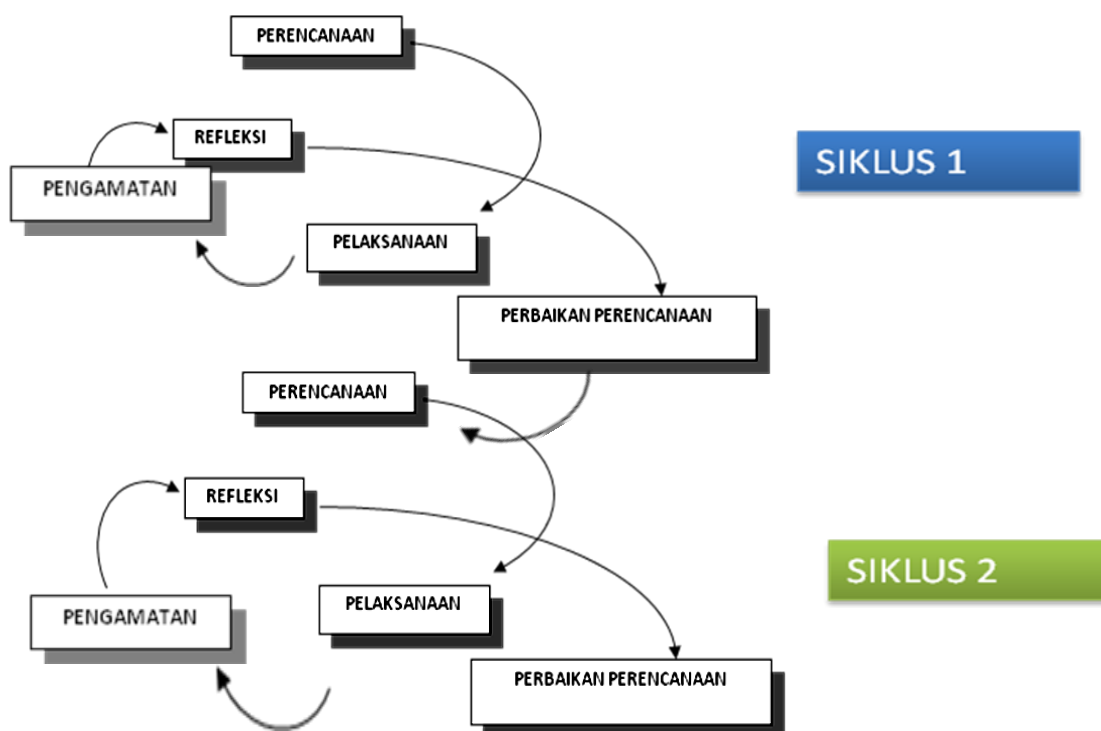 PERENCANAAN
REFLEKSI
SIKLUS 1
PENGAMATAN
PELAKSANAAN
PERBAIKAN PERENCANAAN
PERENCANAAN
REFLEKSI
SIKLUS 2
PENGAMATAN
PELAKSANAAN
PERBAIKAN PERENCANAAN